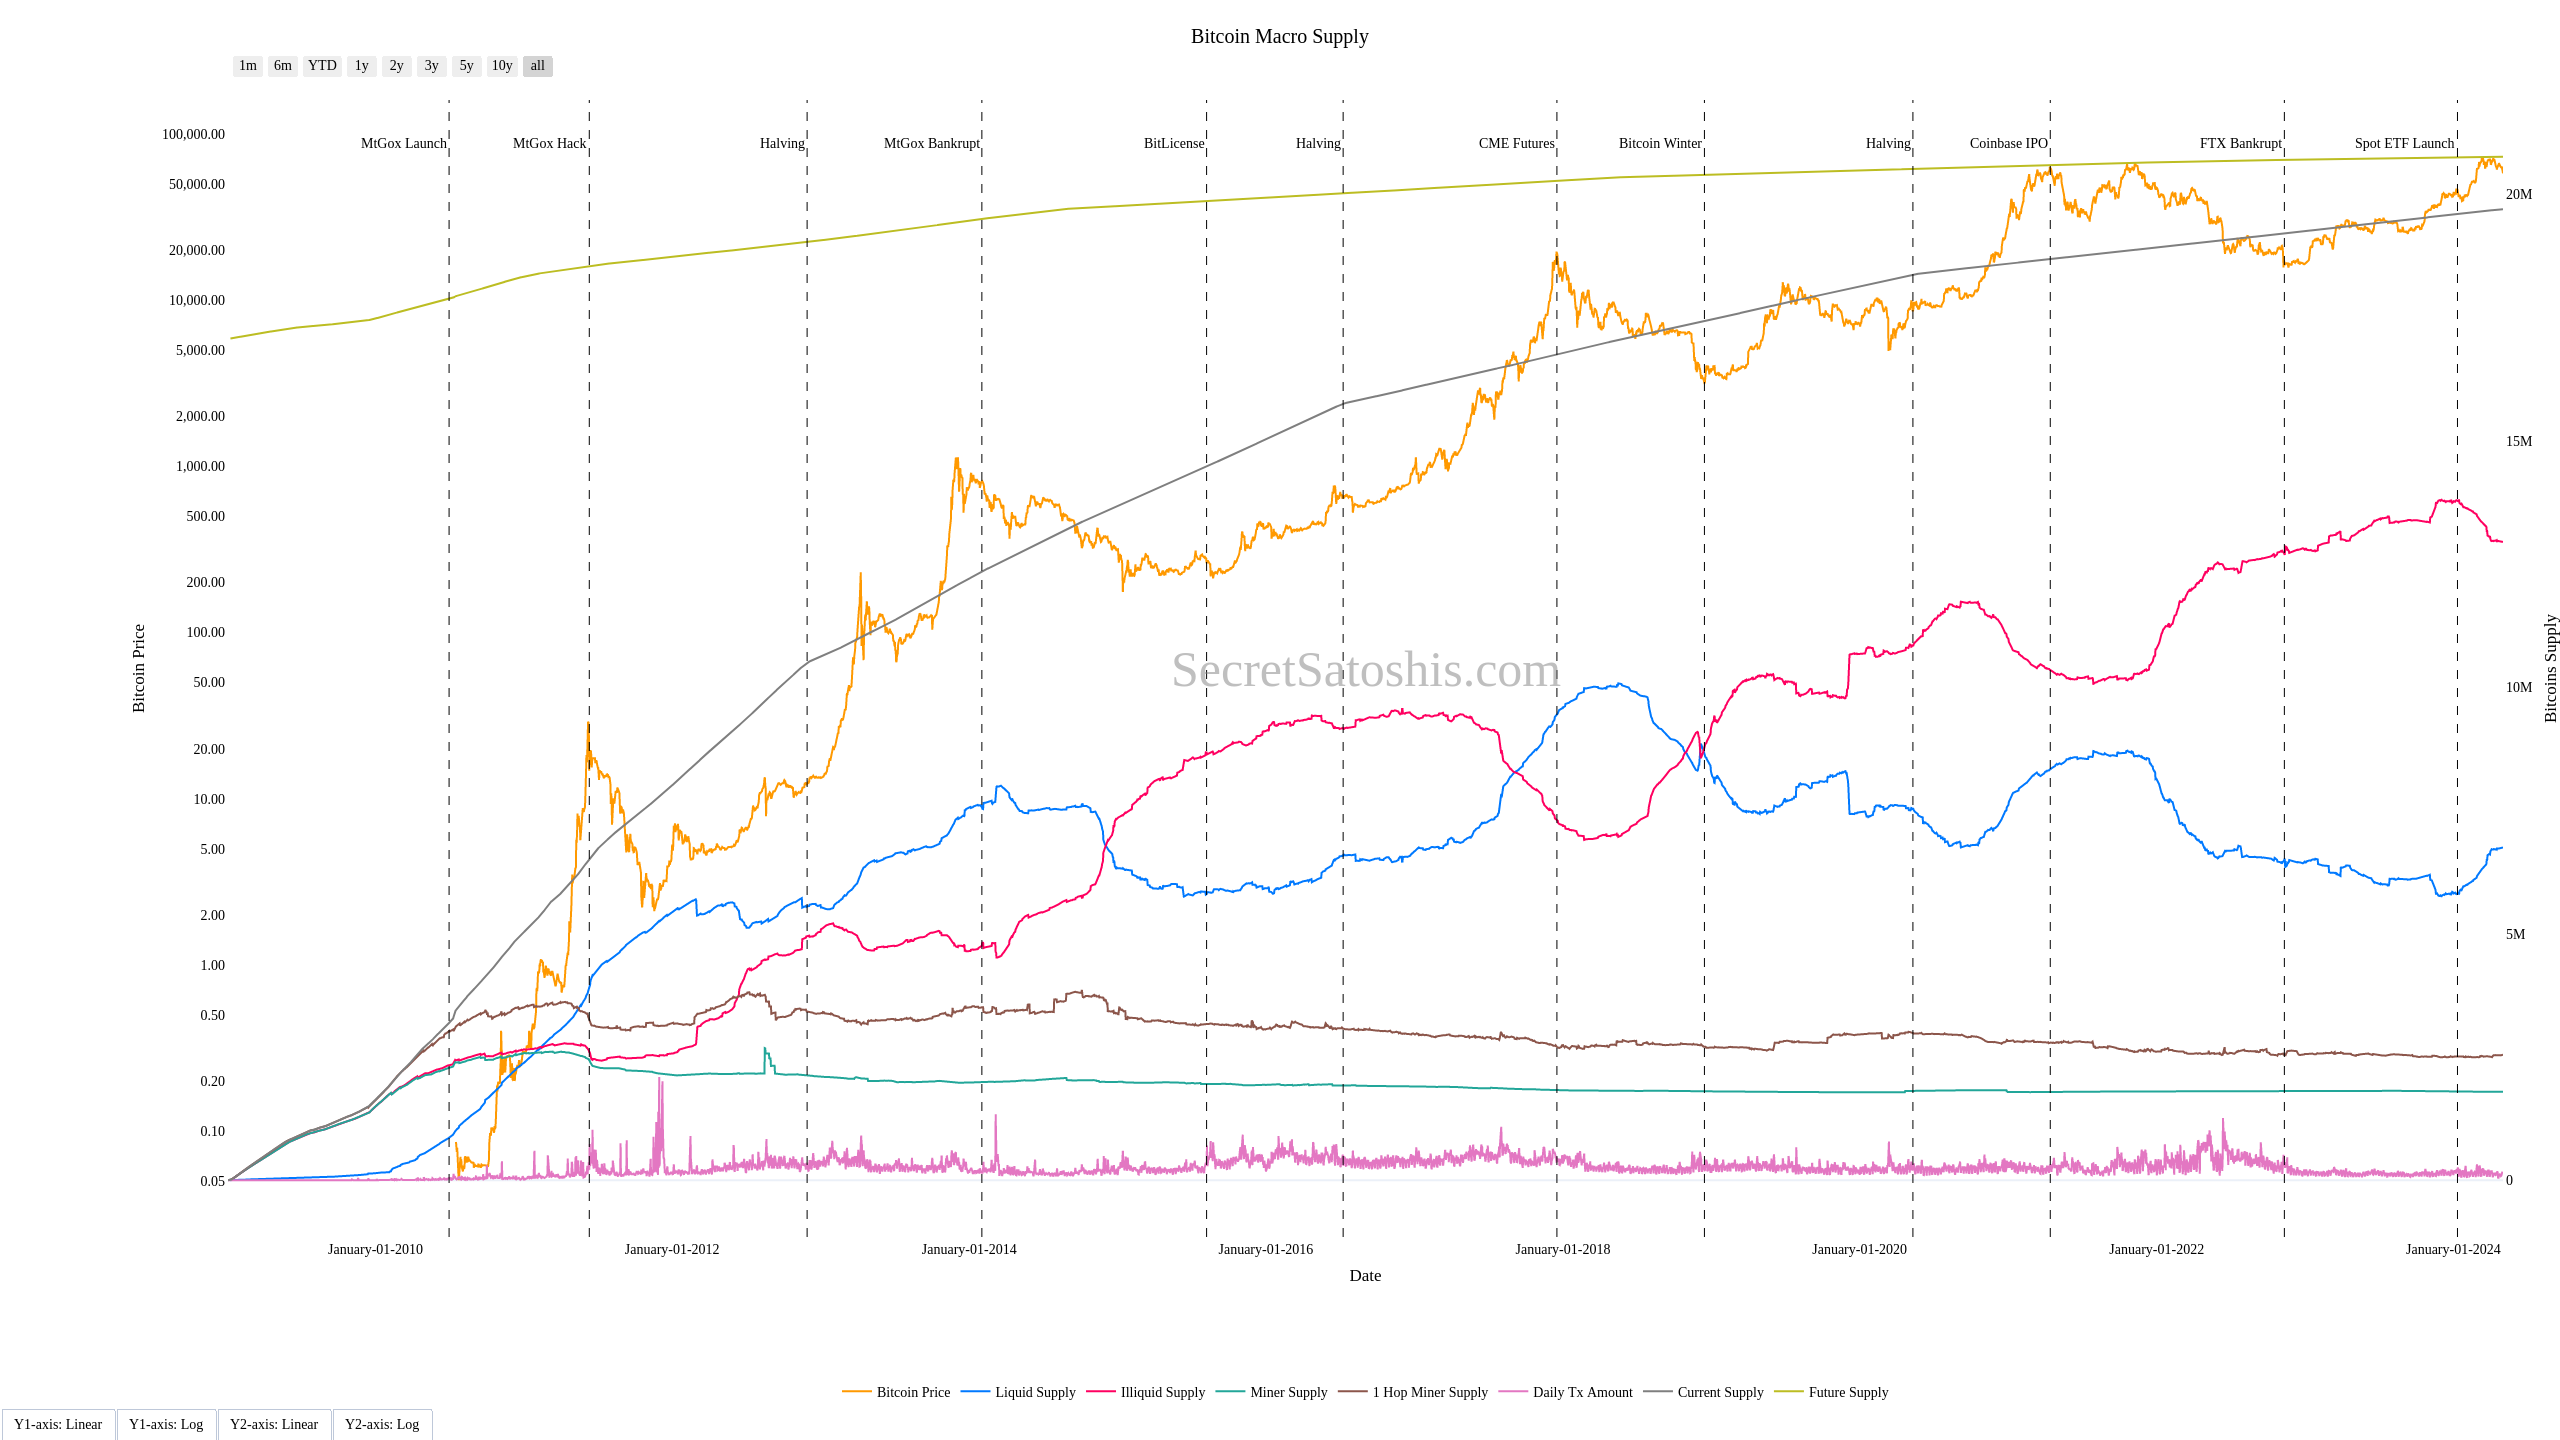 Bitcoin Macro Supply
1m 6m YTD 1y 2y 3y 5y 10y all
MtGox Launch MtGox Hack Halving MtGox Bankrupt BitLicense Halving CME Futures Bitcoin Winter Halving Coinbase IPO FTX Bankrupt Spot ETF Launch
100,000.00
50,000.00
20,000.00
10,000.00
5,000.00
2,000.00
1,000.00
500.00
200.00
100.00
50.00
20.00
10.00
5.00
2.00
1.00
0.50
0.20
0.10
0.05
Bitcoin Price
SecretSatoshis.com
20M
15M
10M
5M
0
Bitcoins Supply
January-01-2010 January-01-2012 January-01-2014 January-01-2016 January-01-2018 January-01-2020 January-01-2022 January-01-2024
Date
Bitcoin Price Liquid Supply Illiquid Supply Miner Supply 1 Hop Miner Supply Daily Tx Amount Current Supply Future Supply
Y1-axis: Linear Y1-axis: Log Y2-axis: Linear Y2-axis: Log